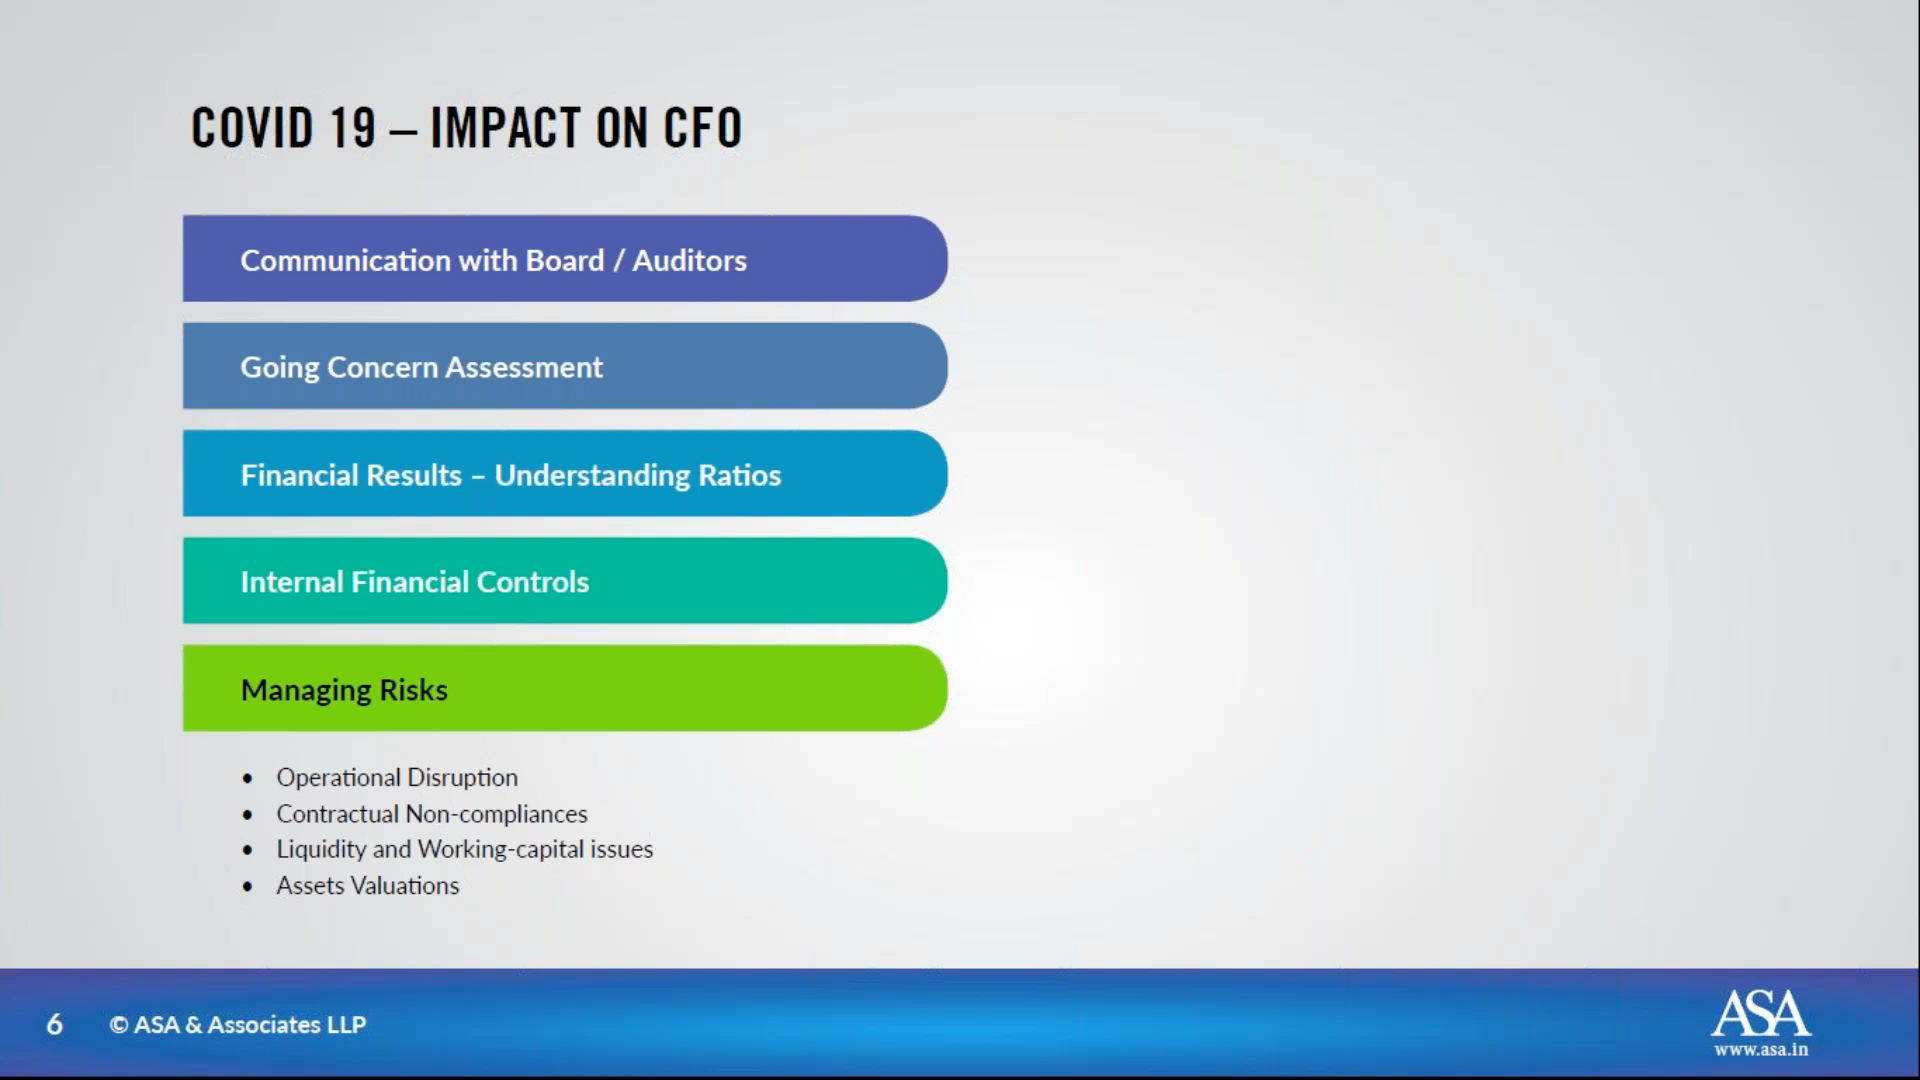 COVID 19 – IMPACT ON CFO
Communication with Board / Auditors
Going Concern Assessment
Financial Results – Understanding Ratios
Internal Financial Controls
Managing Risks
• Operational Disruption
• Contractual Non-compliances
• Liquidity and Working-capital issues
• Assets Valuations
6 © ASA & Associates LLP
ASA
www.asa.in